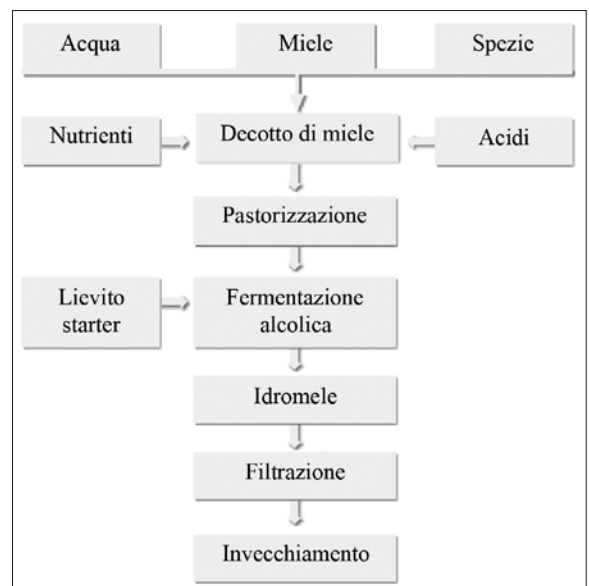 Acqua
Miele
Spezie
Nutrienti
Decotto di miele
Acidi
Pastorizzazione
Lievito
starter
Fermentazione
alcolica
Idromele
Filtrazione
Invecchiamento